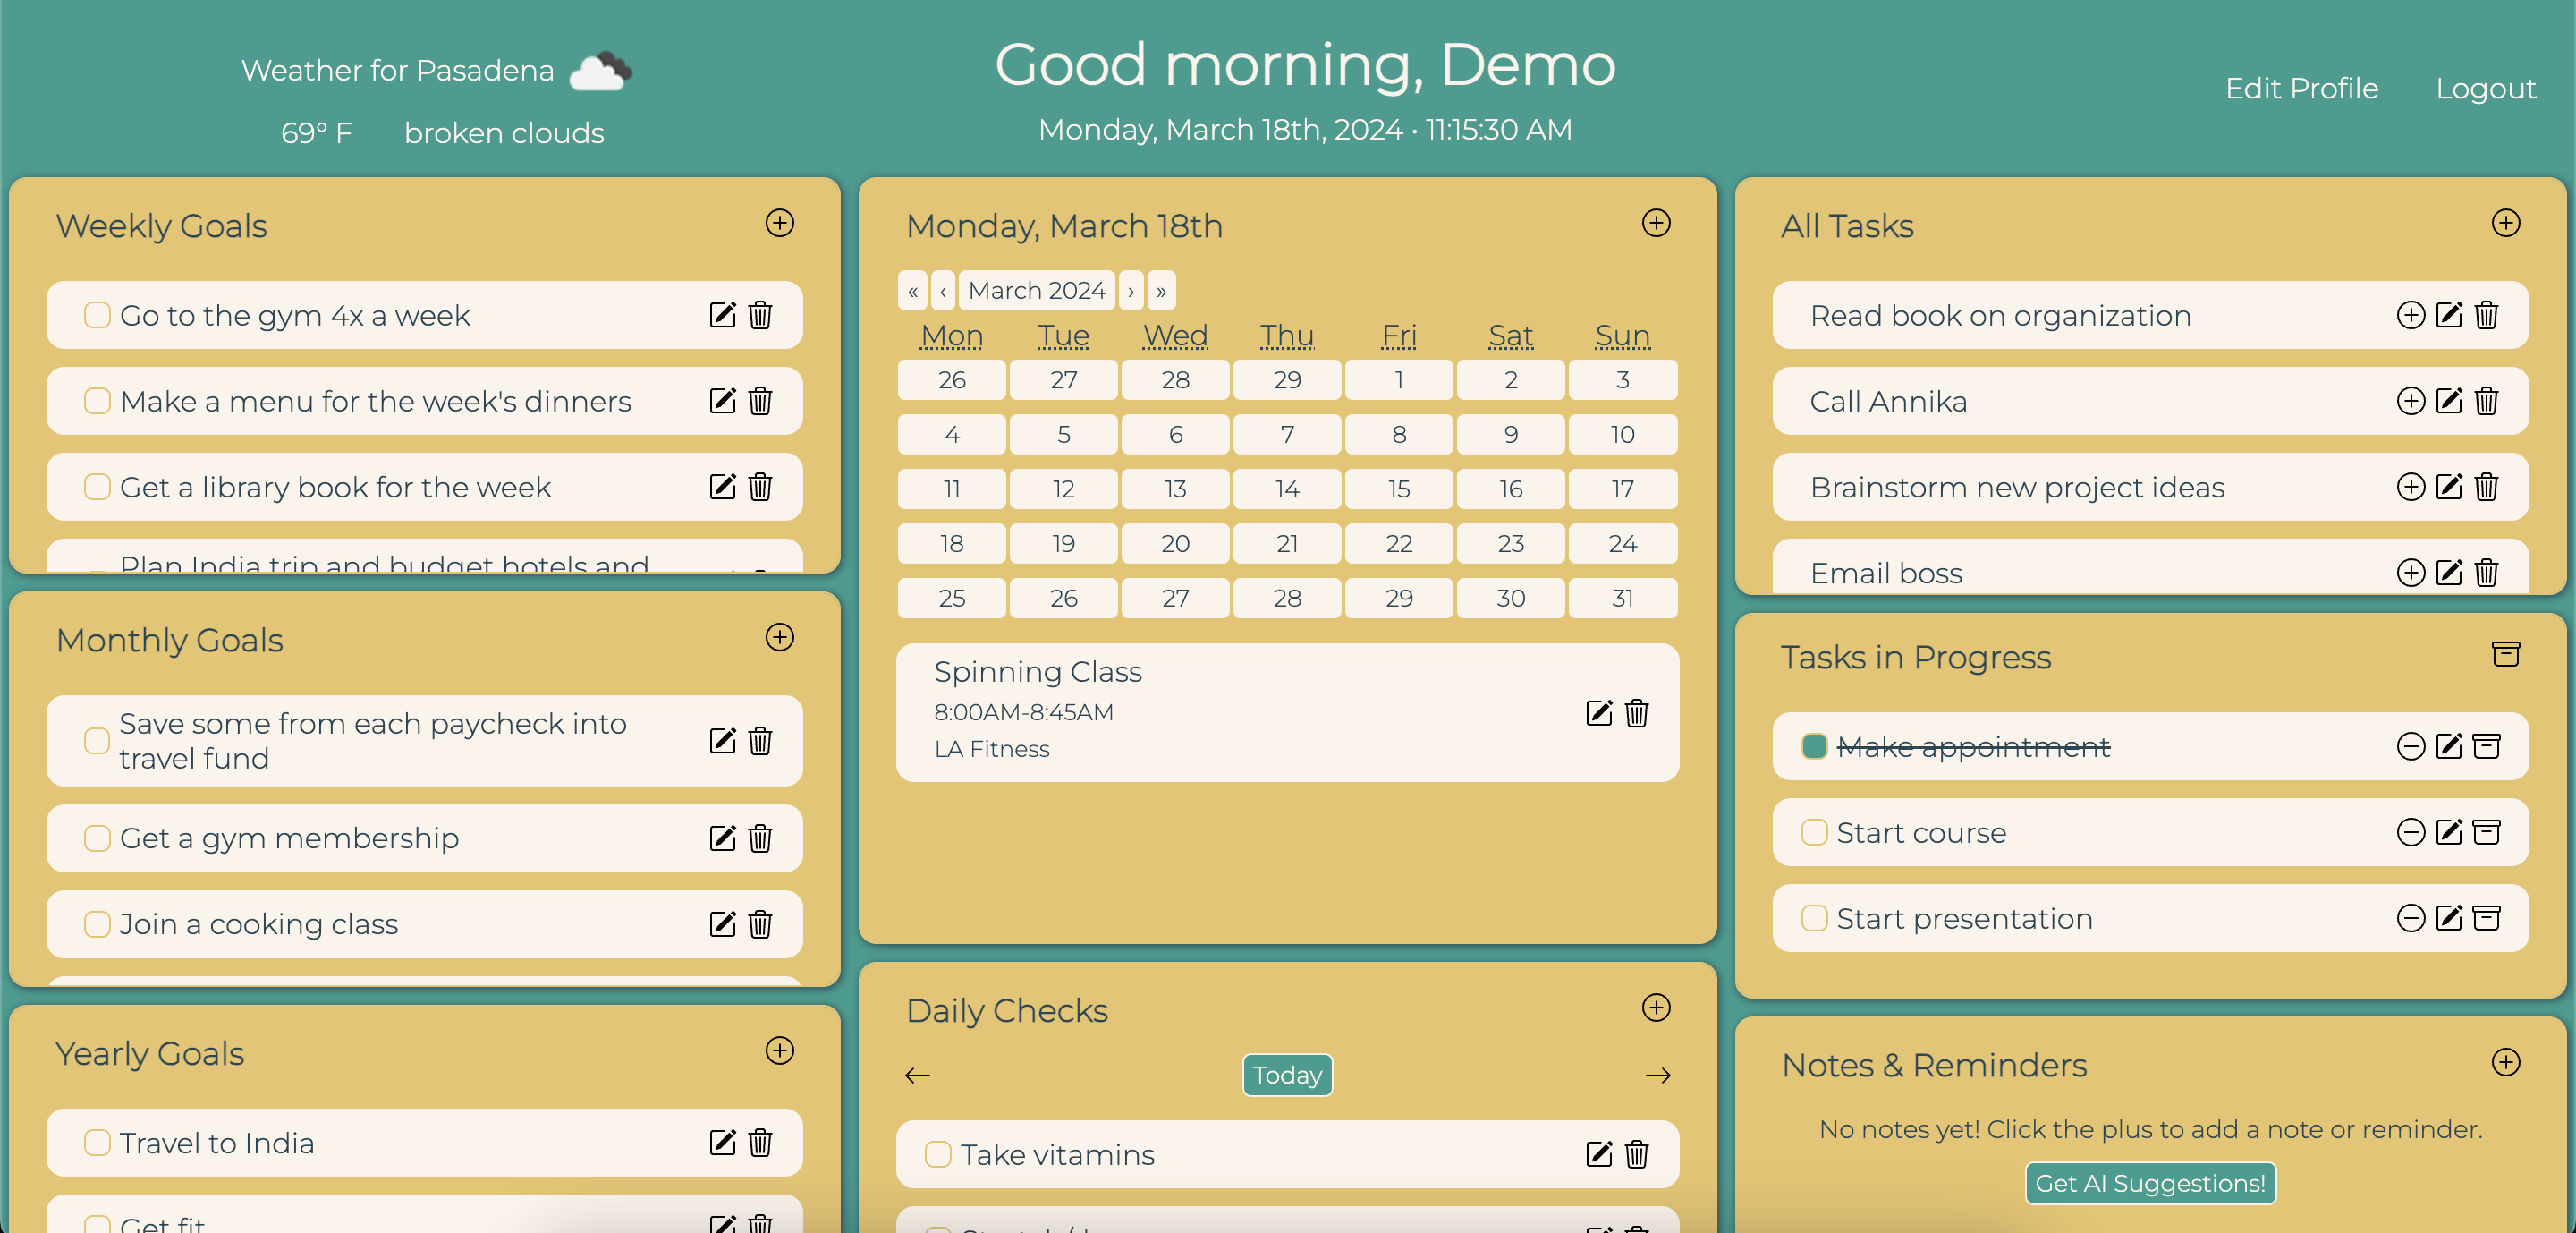 Weather for Pasadena
69° F broken clouds
Good morning, Demo
Monday, March 18th, 2024 • 11:15:30 AM
Edit Profile Logout
Weekly Goals
Go to the gym 4x a week
Make a menu for the week's dinners
Get a library book for the week
Plan India trip and budget hotels and
Monthly Goals
Save some from each paycheck into
travel fund
Get a gym membership
Join a cooking class
Yearly Goals
Travel to India
Get fit
Monday, March 18th
« ‹ March 2024 › »
Mon Tue Wed Thu Fri Sat Sun
26 27 28 29 1 2 3
4 5 6 7 8 9 10
11 12 13 14 15 16 17
18 19 20 21 22 23 24
25 26 27 28 29 30 31
Spinning Class
8:00AM-8:45AM
LA Fitness
Daily Checks
Today
Take vitamins
All Tasks
Read book on organization
Call Annika
Brainstorm new project ideas
Email boss
Tasks in Progress
Make appointment
Start course
Start presentation
Notes & Reminders
No notes yet! Click the plus to add a note or reminder.
Get AI Suggestions!